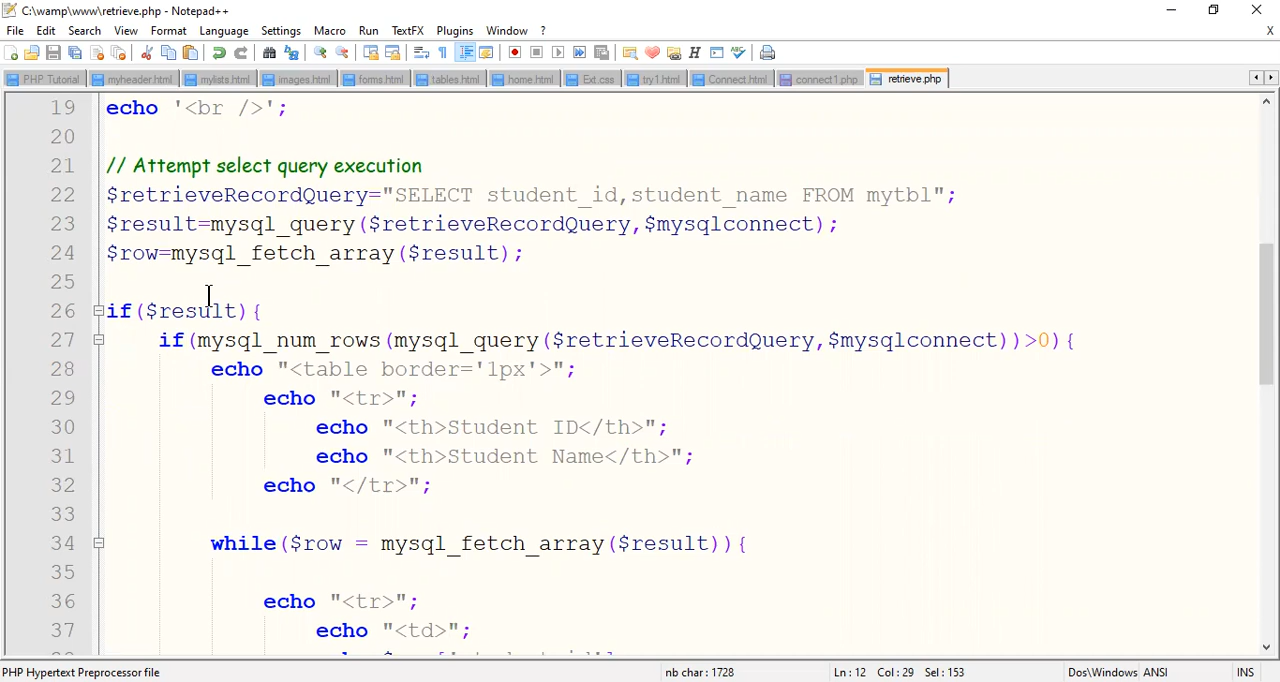 C:\wamp\www\retrieve.php - Notepad++
File Edit Search View Format Language Settings Macro Run TextFX Plugins Window ? X
PHP Tutorial myheader.html mylists.html images.html forms.html tables.html home.html Ext.css try1.html Connect.html connect1.php retrieve.php
19 echo '<br />';
20
21 // Attempt select query execution
22 $retrieveRecordQuery="SELECT student_id,student_name FROM mytbl";
23 $result=mysql_query($retrieveRecordQuery,$mysqlconnect);
24 $row=mysql_fetch_array($result);
25
26 if($result){
27 if(mysql_num_rows(mysql_query($retrieveRecordQuery,$mysqlconnect))>0){
28 echo "<table border='1px'>";
29 echo "<tr>";
30 echo "<th>Student ID</th>";
31 echo "<th>Student Name</th>";
32 echo "</tr>";
33
34 while($row = mysql_fetch_array($result)){
35
36 echo "<tr>";
37 echo "<td>";
PHP Hypertext Preprocessor file nb char : 1728 Ln : 12 Col : 29 Sel : 153 Dos\Windows ANSI INS